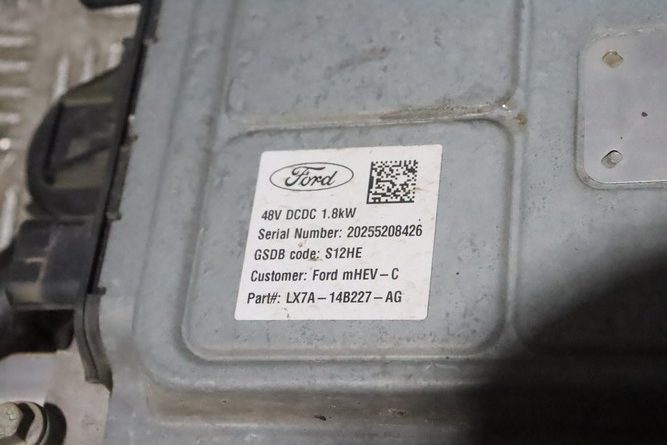 Ford
48V DCDC 1.8kW
Serial Number: 20255208426
GSDB code: S12HE
Customer: Ford mHEV-C
Part#: LX7A-14B227-AG